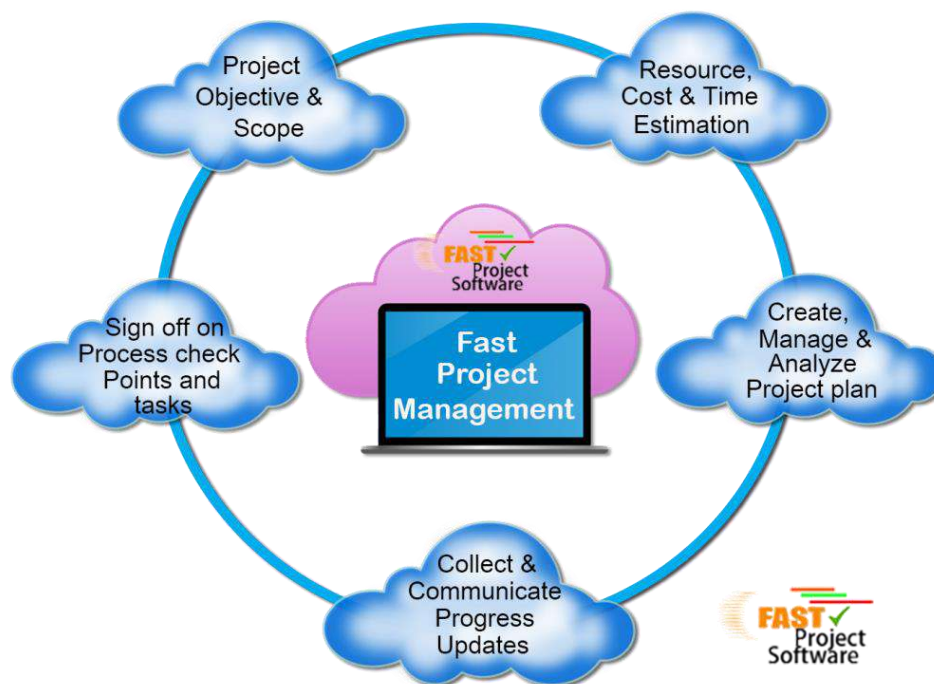 Project
Objective &
Scope
Resource,
Cost & Time
Estimation
FAST
Project
Software
Fast
Project
Management
Sign off on
Process check
Points and
tasks
Create,
Manage &
Analyze
Project plan
Collect &
Communicate
Progress
Updates
FAST
Project
Software